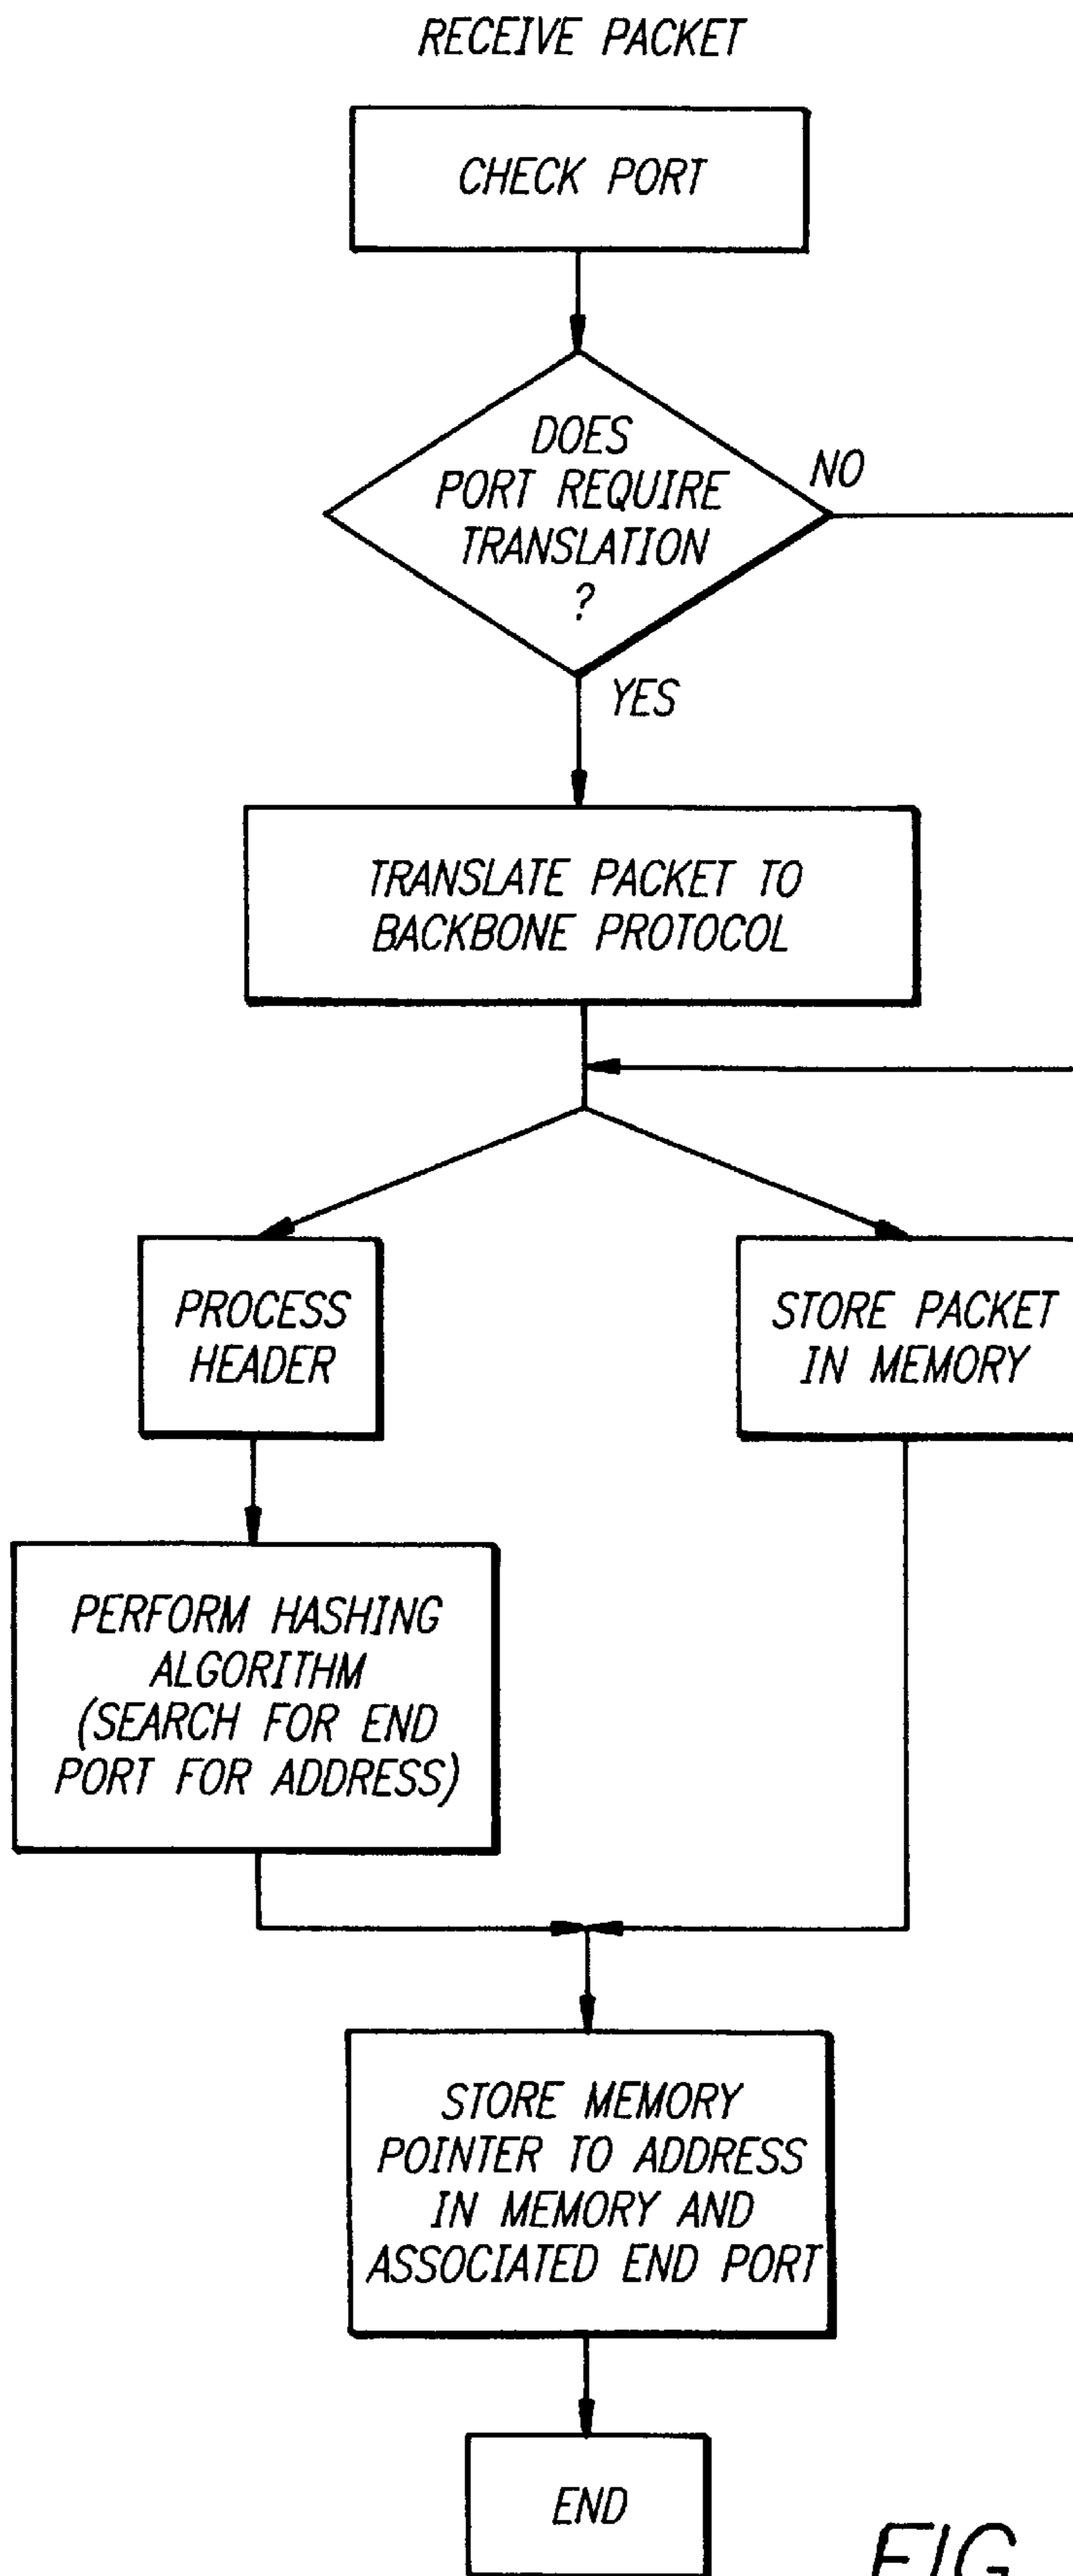 RECEIVE PACKET
CHECK PORT
DOES
PORT REQUIRE
TRANSLATION
?
NO
YES
TRANSLATE PACKET TO
BACKBONE PROTOCOL
PROCESS
HEADER
STORE PACKET
IN MEMORY
PERFORM HASHING
ALGORITHM
(SEARCH FOR END
PORT FOR ADDRESS)
STORE MEMORY
POINTER TO ADDRESS
IN MEMORY AND
ASSOCIATED END PORT
END
FIG